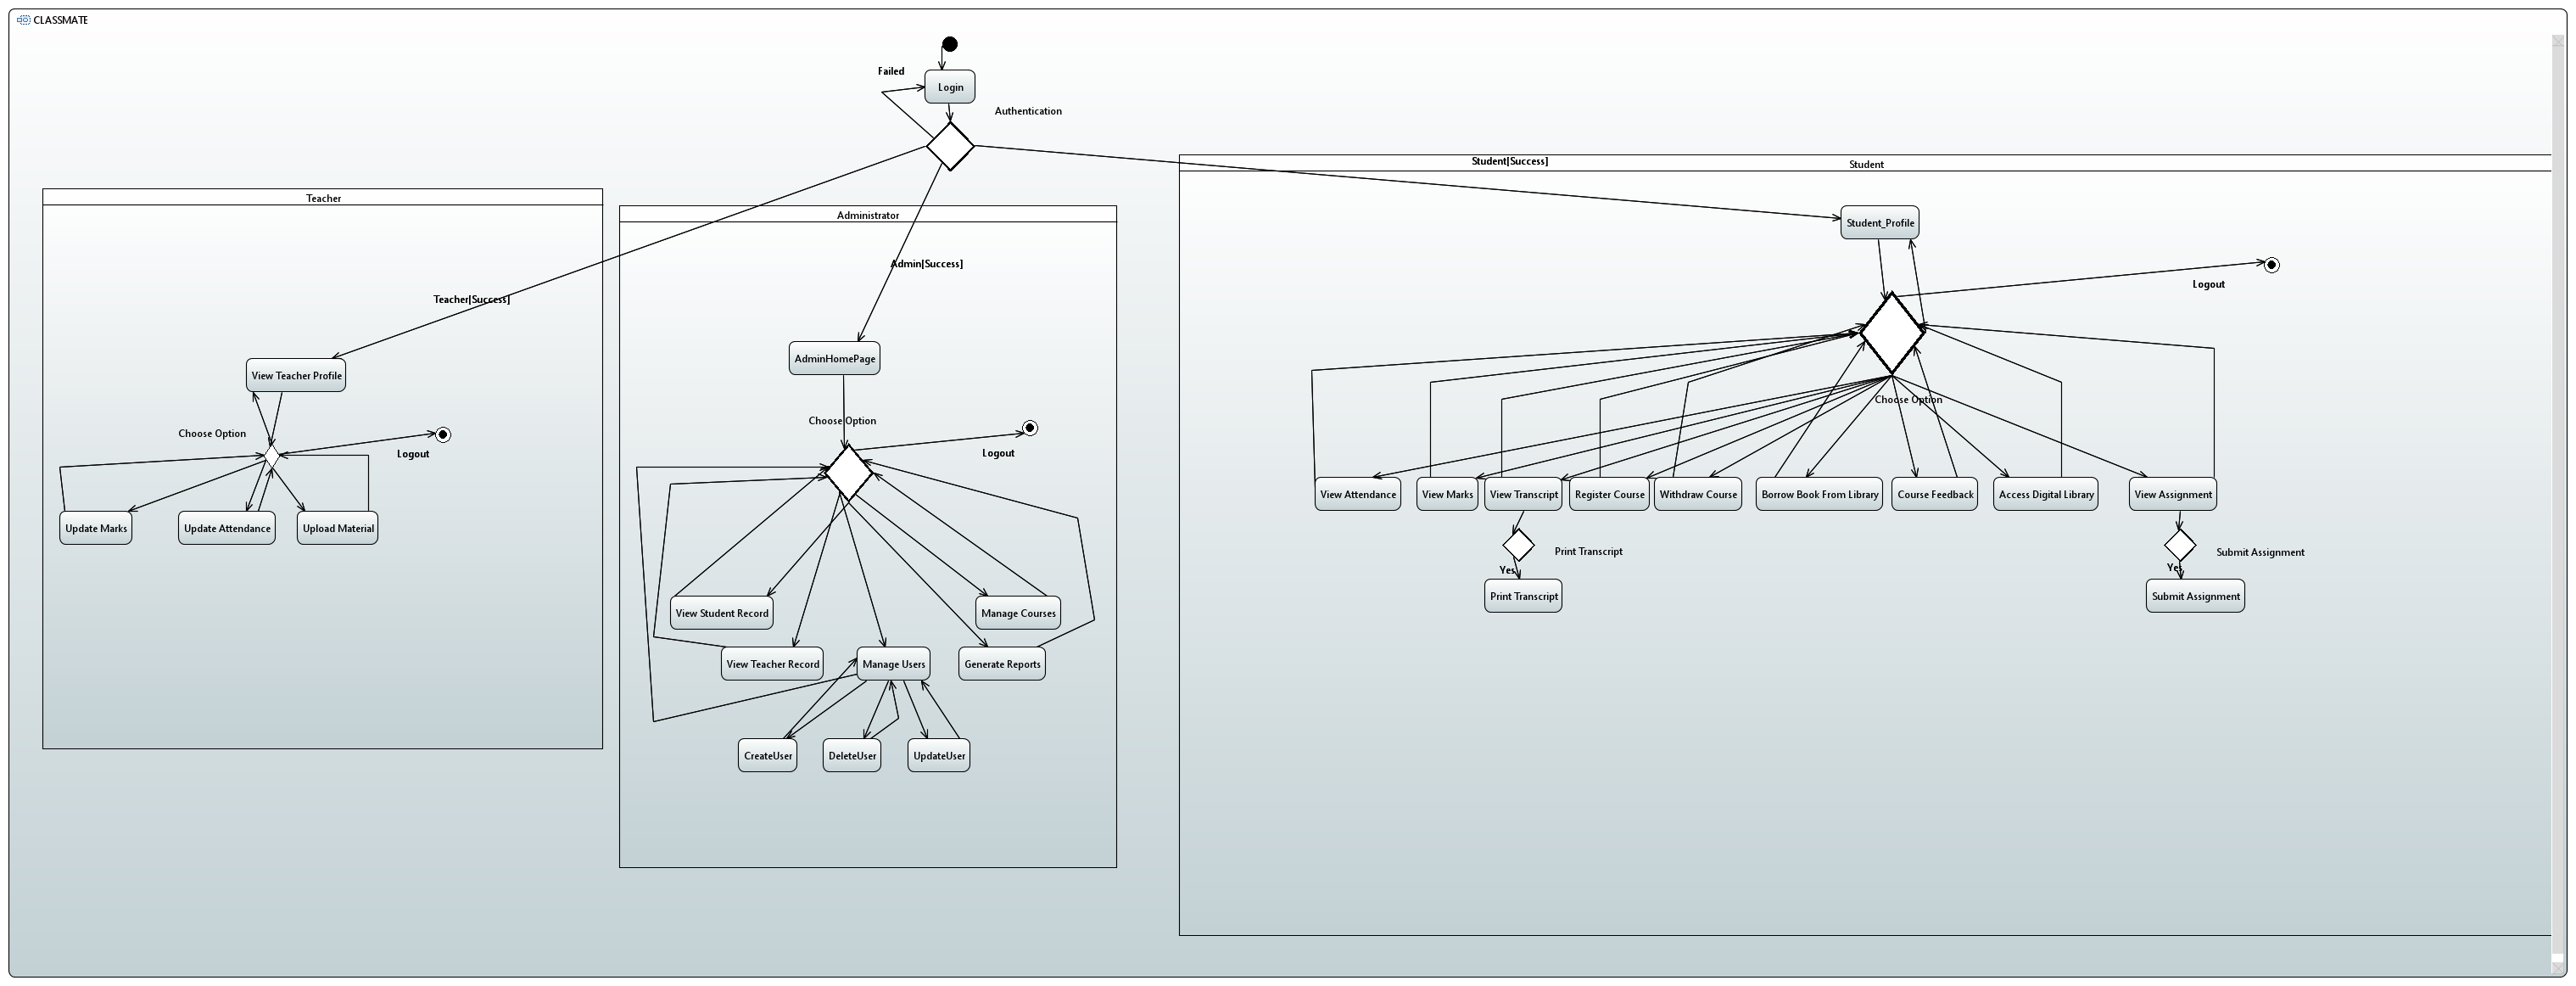 CLASSMATE
Failed
Login
Authentication
Student[Success]
Student
Teacher
Administrator
Student_Profile
Admin[Success]
Logout
Teacher[Success]
AdminHomePage
View Teacher Profile
Choose Option
Choose Option
Choose Option
Logout
Logout
View Attendance
View Marks
View Transcript
Register Course
Withdraw Course
Borrow Book From Library
Course Feedback
Access Digital Library
View Assignment
Update Marks
Update Attendance
Upload Material
Print Transcript
Submit Assignment
Yes
Yes
Print Transcript
Submit Assignment
View Student Record
Manage Courses
View Teacher Record
Manage Users
Generate Reports
CreateUser
DeleteUser
UpdateUser